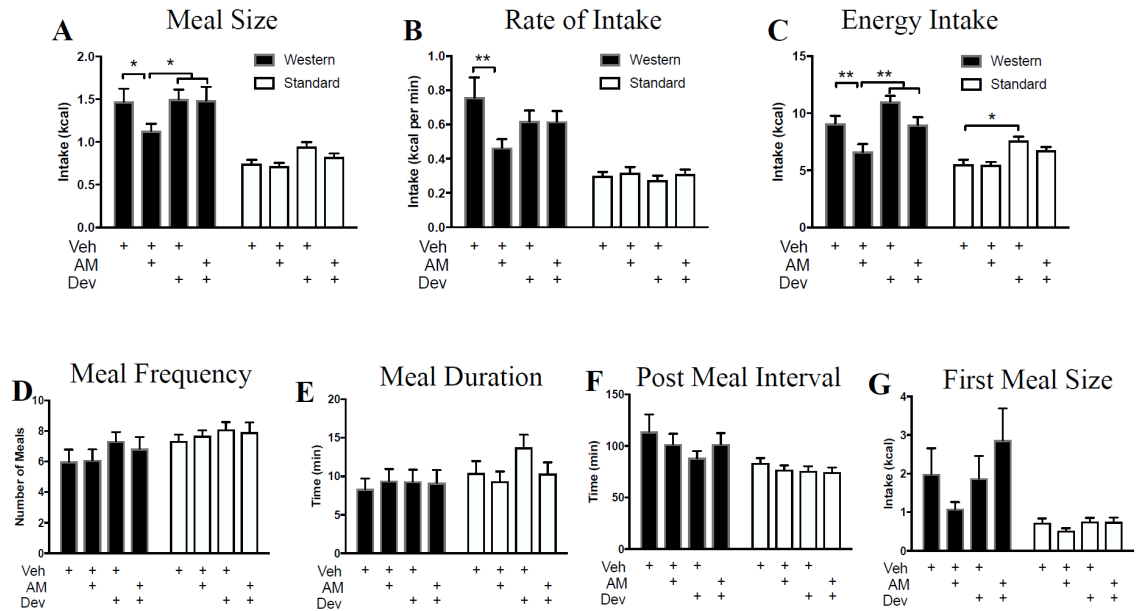 A Meal Size
B Rate of Intake
C Energy Intake
Western
Standard
Intake (kcal)
2.0
1.5
1.0
0.5
0.0
* *
Veh + + + + + +
AM + + + +
Dev + + + +
Western
Standard
Intake (kcal per min)
1.0
0.8
0.6
0.4
0.2
0.0
**
+ + + + + +
+ + + +
+ + + +
Western
Standard
Intake (kcal)
15
10
5
0
** ** *
Veh + + + + + +
AM + + + +
Dev + + + +
D Meal Frequency
E Meal Duration
F Post Meal Interval
G First Meal Size
Number of Meals
10
8
6
4
2
0
Veh + + + + + +
AM + + + +
Dev + + + +
Time (min)
20
15
10
5
0
Veh + + + + + +
AM + + + +
Dev + + + +
Time (min)
150
100
50
0
Veh + + + + + +
AM + + + +
Dev + + + +
Intake (kcal)
4
3
2
1
0
Veh + + + + + +
AM + + + +
Dev + + + +